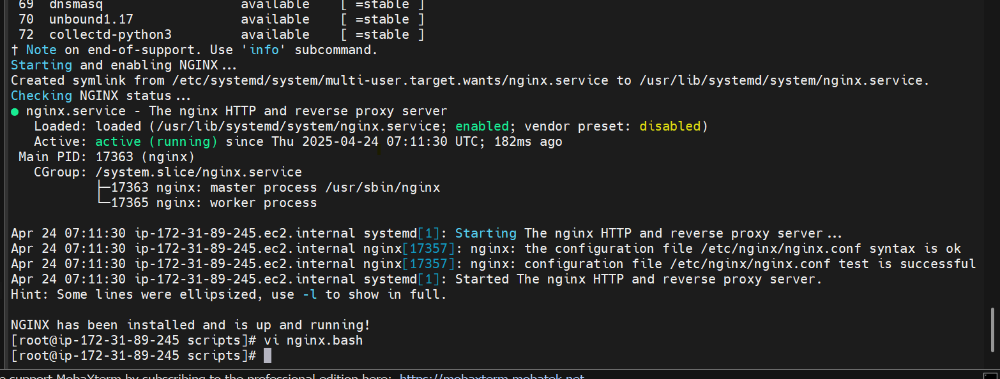 69  dnsmasq                  available    [ =stable ]
70  unbound1.17              available    [ =stable ]
72  collectd-python3         available    [ =stable ]
† Note on end-of-support. Use 'info' subcommand.
Starting and enabling NGINX...
Created symlink from /etc/systemd/system/multi-user.target.wants/nginx.service to /usr/lib/systemd/system/nginx.service.
Checking NGINX status...
● nginx.service - The nginx HTTP and reverse proxy server
   Loaded: loaded (/usr/lib/systemd/system/nginx.service; enabled; vendor preset: disabled)
   Active: active (running) since Thu 2025-04-24 07:11:30 UTC; 182ms ago
 Main PID: 17363 (nginx)
   CGroup: /system.slice/nginx.service
           ├─17363 nginx: master process /usr/sbin/nginx
           └─17365 nginx: worker process
Apr 24 07:11:30 ip-172-31-89-245.ec2.internal systemd[1]: Starting The nginx HTTP and reverse proxy server...
Apr 24 07:11:30 ip-172-31-89-245.ec2.internal nginx[17357]: nginx: the configuration file /etc/nginx/nginx.conf syntax is ok
Apr 24 07:11:30 ip-172-31-89-245.ec2.internal nginx[17357]: nginx: configuration file /etc/nginx/nginx.conf test is successful
Apr 24 07:11:30 ip-172-31-89-245.ec2.internal systemd[1]: Started The nginx HTTP and reverse proxy server.
Hint: Some lines were ellipsized, use -l to show in full.
NGINX has been installed and is up and running!
[root@ip-172-31-89-245 scripts]# vi nginx.bash
[root@ip-172-31-89-245 scripts]#
support MobaXterm by subscribing to the professional edition here: https://mobaxterm.mobatek.net